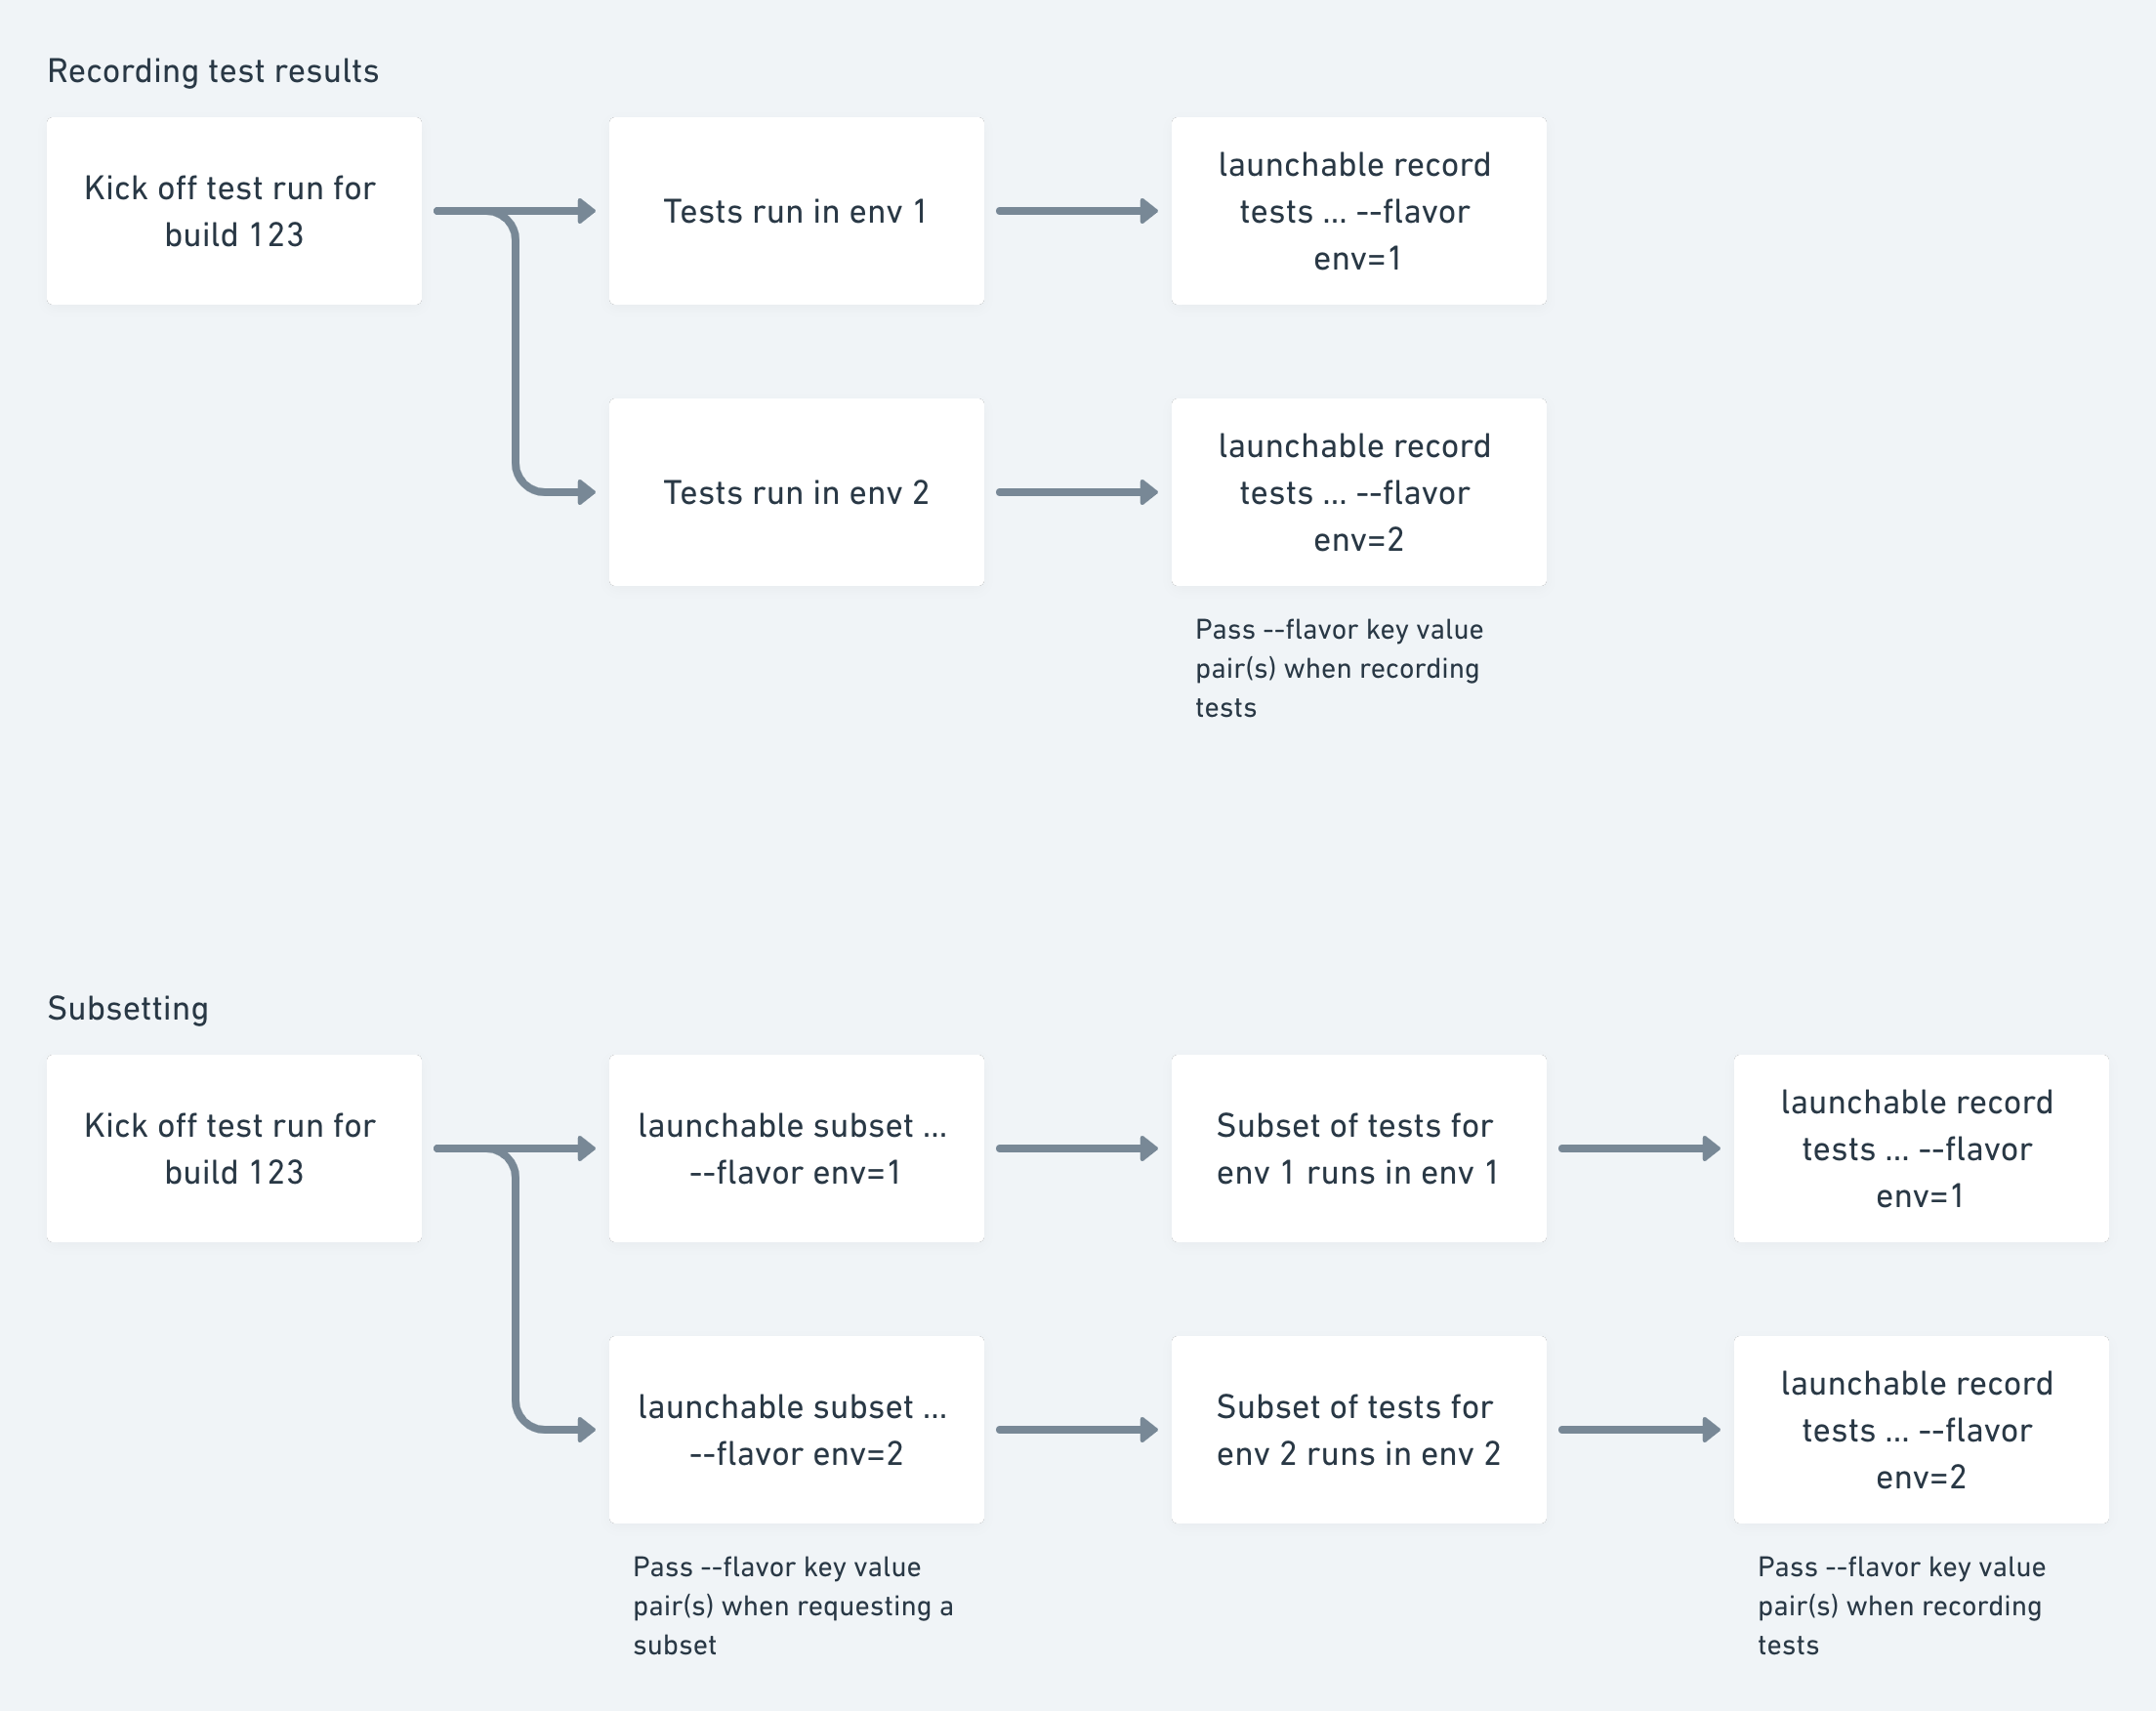 Recording test results
Kick off test run for
build 123
Tests run in env 1
launchable record
tests ... --flavor
env=1
Tests run in env 2
launchable record
tests ... --flavor
env=2
Pass --flavor key value
pair(s) when recording
tests
Subsetting
Kick off test run for
build 123
launchable subset ...
--flavor env=1
Subset of tests for
env 1 runs in env 1
launchable record
tests ... --flavor
env=1
launchable subset ...
--flavor env=2
Subset of tests for
env 2 runs in env 2
launchable record
tests ... --flavor
env=2
Pass --flavor key value
pair(s) when requesting a
subset
Pass --flavor key value
pair(s) when recording
tests